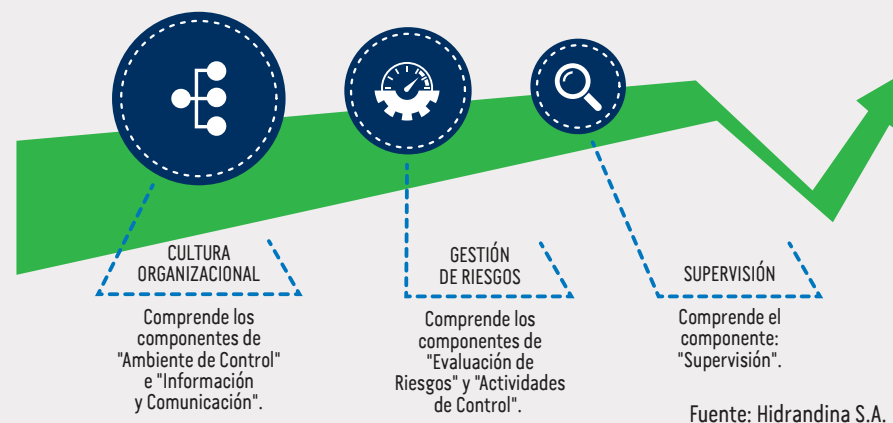 CULTURA
ORGANIZACIONAL
Comprende los
componentes de
"Ambiente de Control"
e "Información
y Comunicación".
GESTIÓN
DE RIESGOS
Comprende los
componentes de
"Evaluación de
Riesgos" y "Actividades
de Control".
SUPERVISIÓN
Comprende el
componente:
"Supervisión".
Fuente: Hidrandina S.A.